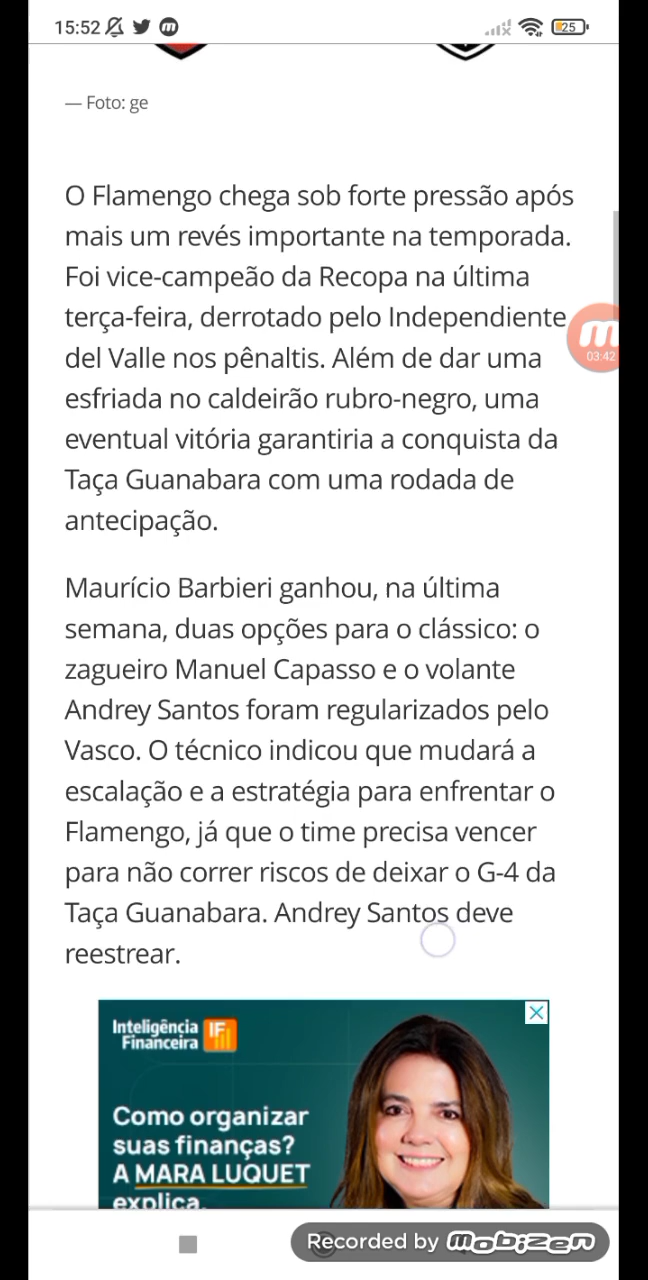 15:52
25
— Foto: ge
O Flamengo chega sob forte pressão após
mais um revés importante na temporada.
Foi vice-campeão da Recopa na última
terça-feira, derrotado pelo Independiente
del Valle nos pênaltis. Além de dar uma
esfriada no caldeirão rubro-negro, uma
eventual vitória garantiria a conquista da
Taça Guanabara com uma rodada de
antecipação.
m
03:42
Maurício Barbieri ganhou, na última
semana, duas opções para o clássico: o
zagueiro Manuel Capasso e o volante
Andrey Santos foram regularizados pelo
Vasco. O técnico indicou que mudará a
escalação e a estratégia para enfrentar o
Flamengo, já que o time precisa vencer
para não correr riscos de deixar o G-4 da
Taça Guanabara. Andrey Santos deve
reestrear.
Inteligência
Financeira
IF
Como organizar
suas finanças?
A MARA LUQUET
explica.
Recorded by mobizen